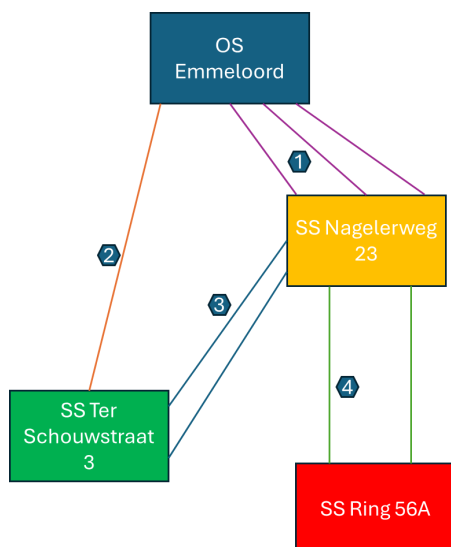 OS
Emmeloord
1
SS Nagelerweg
23
2
3
SS Ter
Schouwstraat
3
4
SS Ring 56A